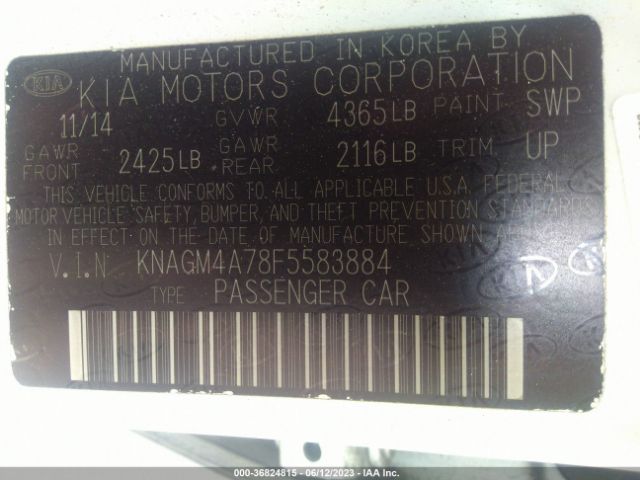 MANUFACTURED IN KOREA BY
KIA KIA MOTORS CORPORATION
11/14 GVWR 4365LB PAINT SWP
GAWR FRONT 2425LB GAWR REAR 2116LB TRIM UP
THIS VEHICLE CONFORMS TO ALL APPLICABLE U.S.A. FEDERAL
MOTOR VEHICLE SAFETY, BUMPER, AND THEFT PREVENTION STANDARDS
IN EFFECT ON THE DATE OF MANUFACTURE SHOWN
V.I.N KNAGM4A78F5583884
TYPE PASSENGER CAR
000-36824815 - 06/12/2023 - IAA Inc.